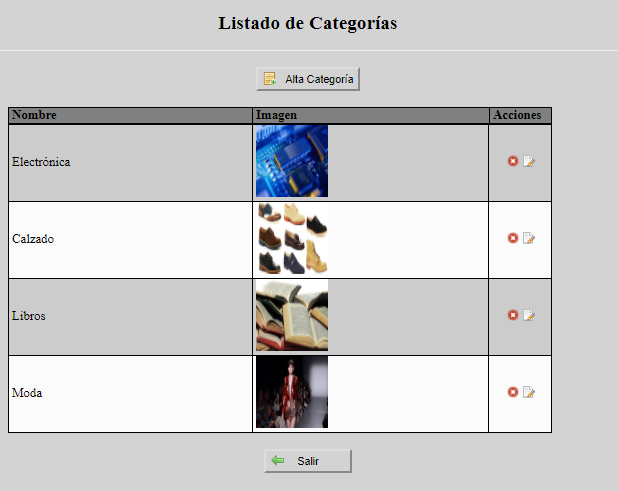 Listado de Categorías
Alta Categoría
Nombre Imagen Acciones
Electrónica
Calzado
Libros
Moda
Salir